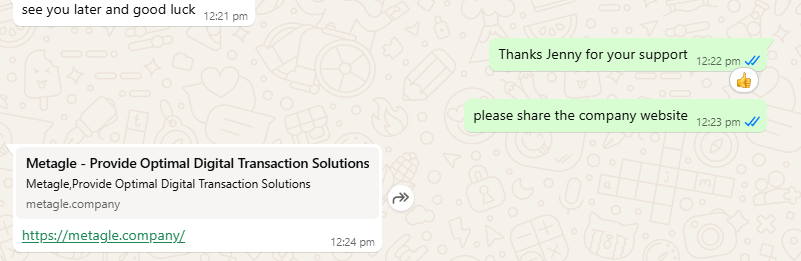 see you later and good luck 12:21 pm
Thanks Jenny for your support 12:22 pm
please share the company website 12:23 pm
Metagle - Provide Optimal Digital Transaction Solutions
Metagle,Provide Optimal Digital Transaction Solutions
metagle.company
https://metagle.company/ 12:24 pm